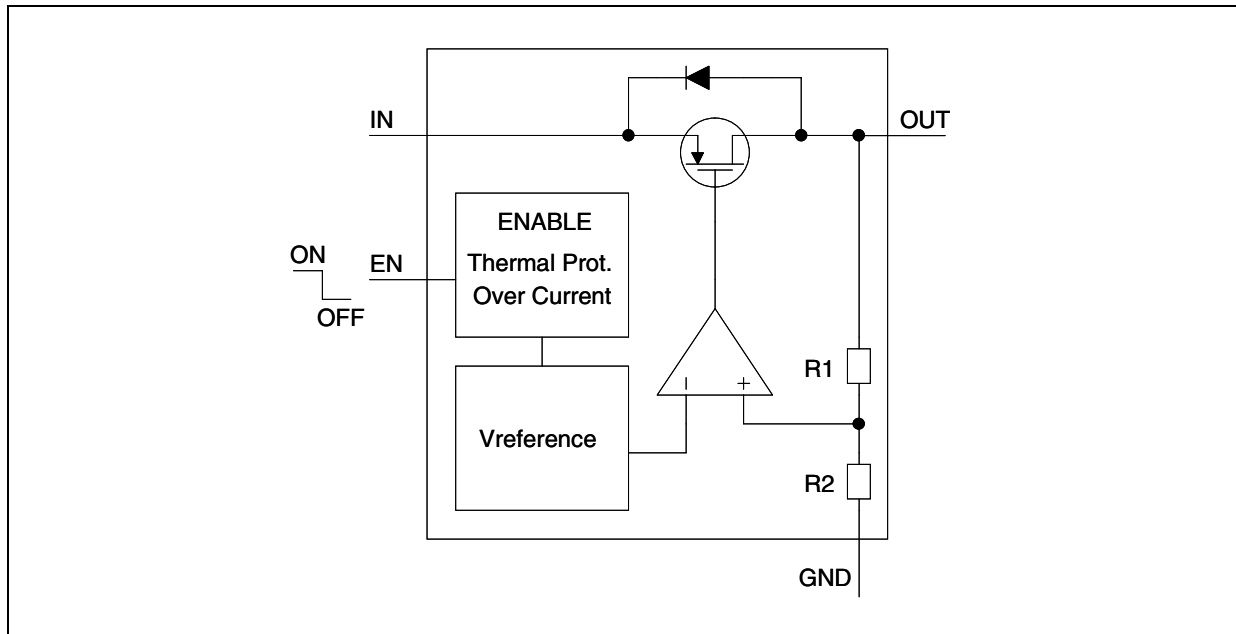 IN
OUT
ENABLE
Thermal Prot.
Over Current
ON
OFF
EN
R1
Vreference
R2
GND